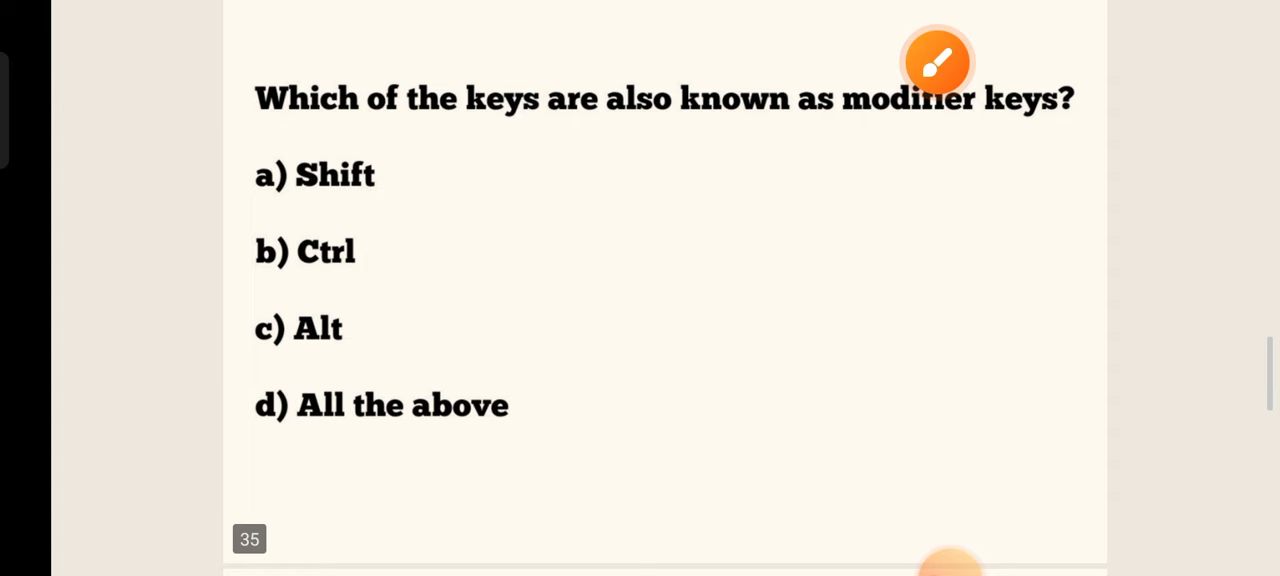 Which of the keys are also known as modifier keys?
a) Shift
b) Ctrl
c) Alt
d) All the above
35